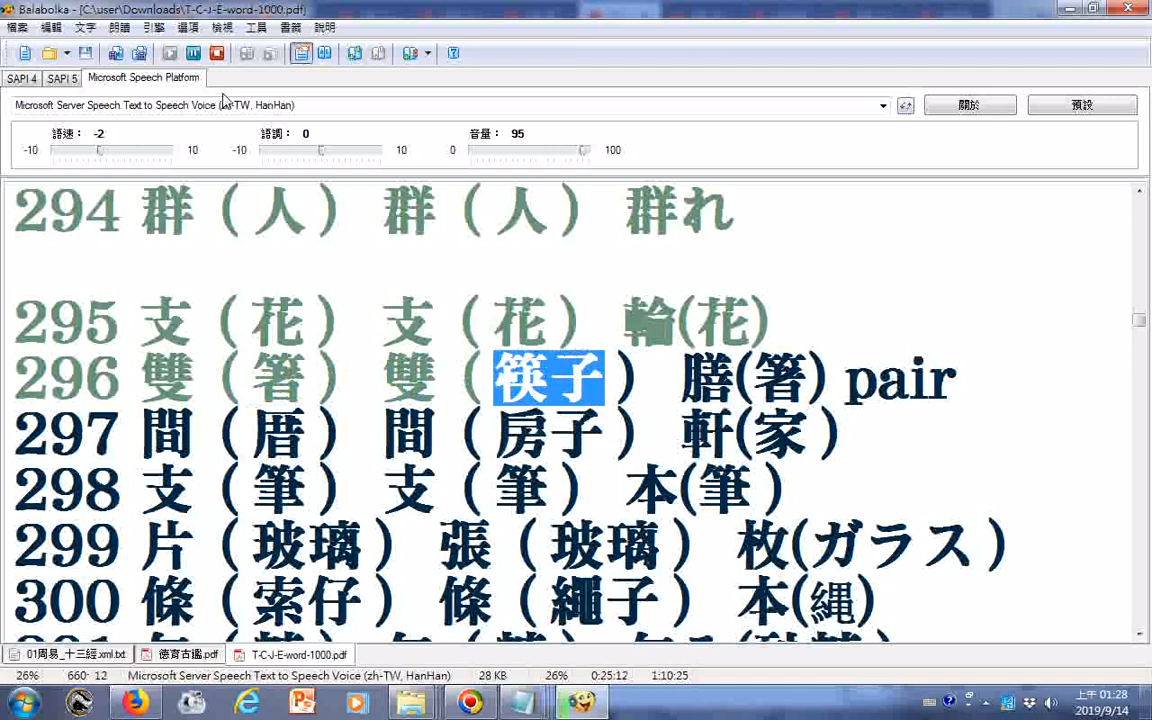 Balabolka - [C:\user\Downloads\T-C-J-E-word-1000.pdf]
檔案 編輯 文字 朗讀 引擎 選項 檢視 工具 書籤 說明
SAPI 4 SAPI 5 Microsoft Speech Platform
Microsoft Server Speech Text to Speech Voice (zh-TW, HanHan)
關於 預設
語速： -2 語調： 0 音量： 95
-10 10 -10 10 0 100
294 群（人） 群（人） 群れ
295 支（花） 支（花） 輪(花)
296 雙（箸） 雙（筷子） 膳(箸) pair
297 間（厝） 間（房子） 軒(家)
298 支（筆） 支（筆） 本(筆)
299 片（玻璃） 張（玻璃） 枚(ガラス)
300 條（索仔） 條（繩子） 本(縄)
01周易_十三經.xml.txt 德育古鑑.pdf T-C-J-E-word-1000.pdf
26% 660: 12 Microsoft Server Speech Text to Speech Voice (zh-TW, HanHan) 28 KB 26% 0:25:12 1:10:25
上午 01:28
2019/9/14